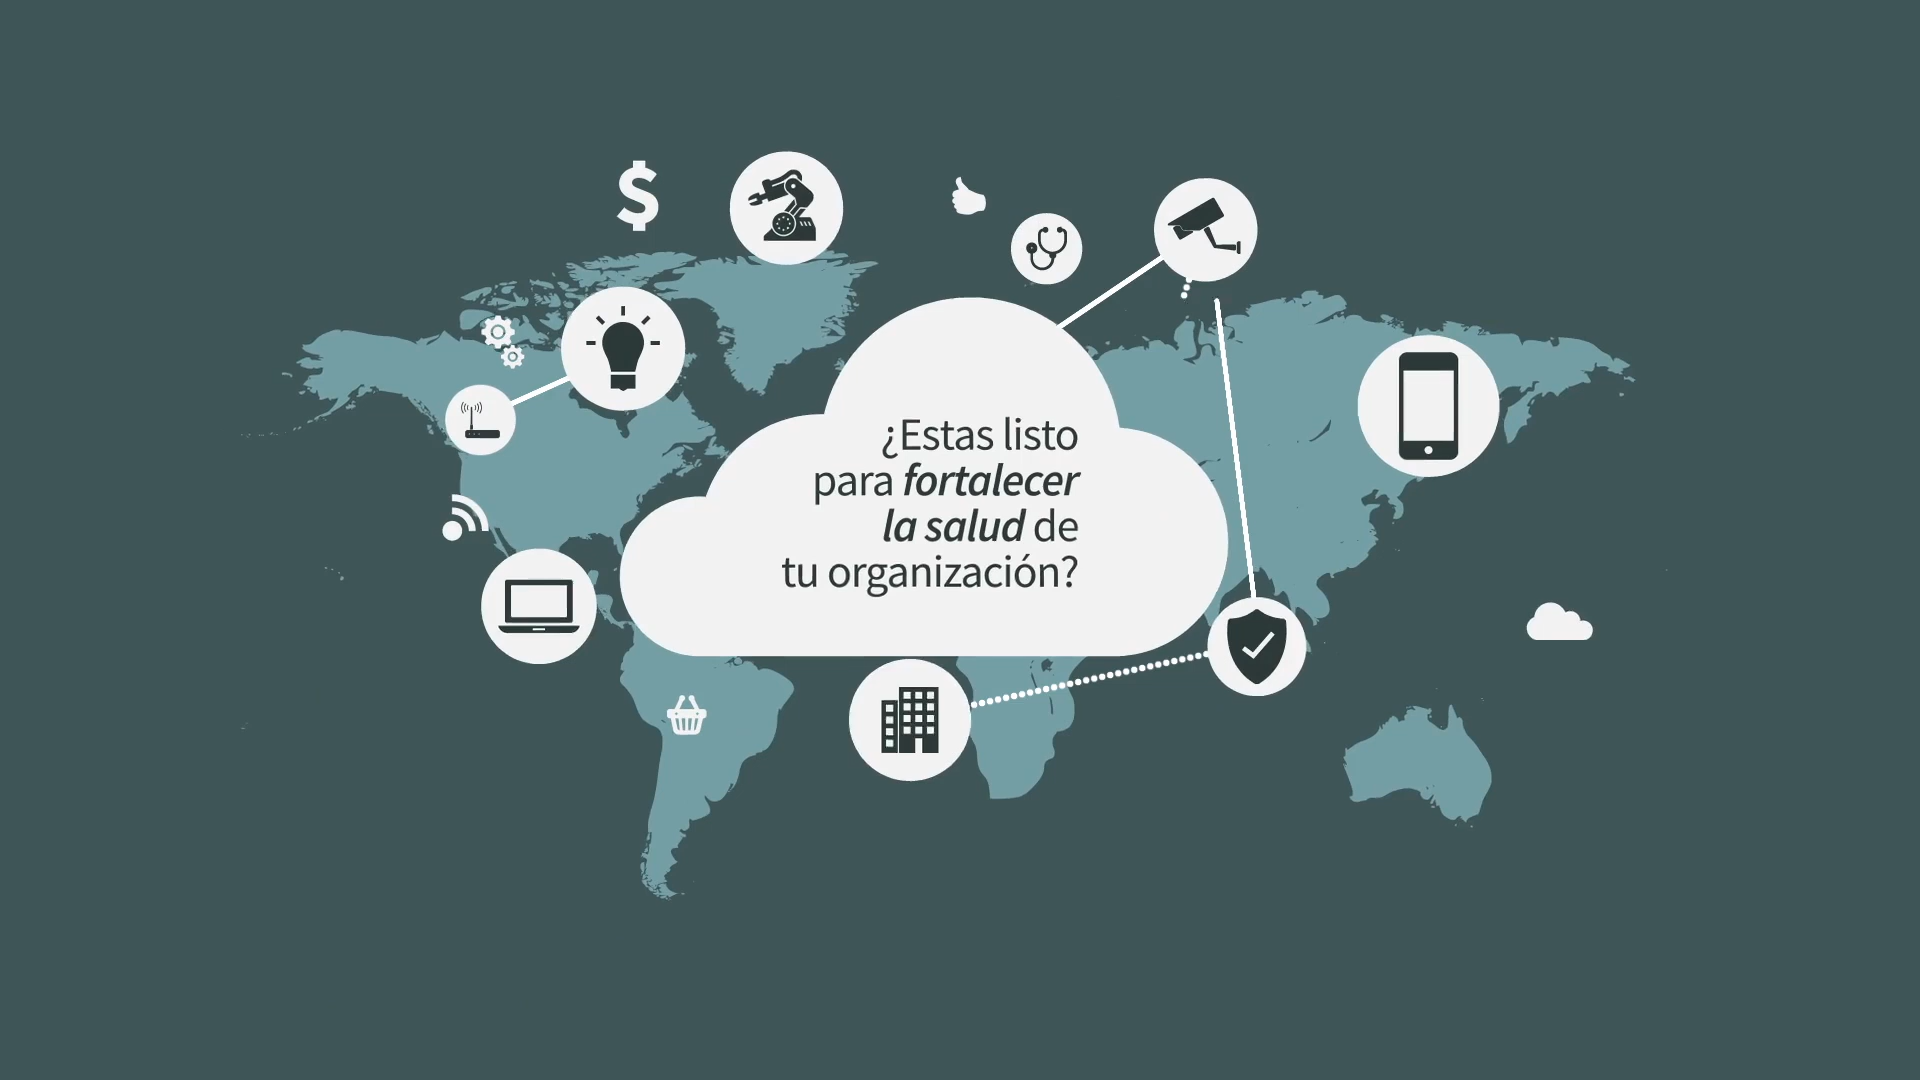 $
¿Estas listo
para fortalecer
la salud de
tu organización?